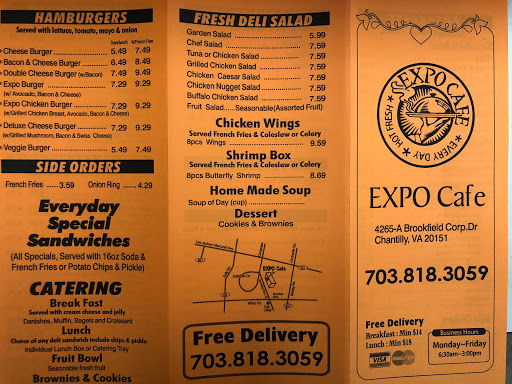 HAMBURGERS
Served with lettuce, tomato, mayo & onion
Sandwich W/French Fries
Cheese Burger 5.49 7.49
Bacon & Cheese Burger 6.49 8.49
Double Cheese Burger (w/Bacon) 7.49 9.49
Expo Burger 7.29 9.29
(w/ Avocado, Bacon & Cheese)
Expo Chicken Burger 7.29 9.29
(w/Grilled Chicken Breast, Avocado, Bacon & Cheese)
Deluxe Cheese Burger 7.29 9.29
(w/Grilled Mushroom, Bacon & Swiss Cheese)
Veggie Burger 5.49 7.49
SIDE ORDERS
French Fries ......3.59 Onion Ring ..4.29
Everyday
Special
Sandwiches
(All Specials, Served with 16oz Soda &
French Fries or Potato Chips & Pickle)
CATERING
Break Fast
Served with cream cheese and jelly
Danishes, Muffin, Bagels and Croissant
Lunch
Choice of any deli sandwich include chips & pickle
Individual Lunch Box or Catering Tray
Fruit Bowl
Sesonable fresh fruit
Brownies & Cookies
FRESH DELI SALAD
Garden Salad 5.99
Chef Salad 7.59
Tuna or Chicken Salad 7.59
Grilled Chicken Salad 7.59
Chicken Caesar Salad 7.59
Chicken Nugget Salad 7.59
Buffalo Chicken Salad 7.59
Fruit Salad......Seasonable(Assorted Fruit)
Chicken Wings
Served French Fries & Coleslaw or Celery
8pcs Wings 9.59
Shrimp Box
Served French Fries & Coleslaw or Celery
8pcs Butterfly Shrimp 8.69
Home Made Soup
Soup of Day (cup)
Dessert
Cookies & Brownies
EXPO Cafe
Free Delivery
703.818.3059
EXPO CAFE
HOT FRESH
EVERY DAY
EXPO Cafe
4265-A Brookfield Corp.Dr
Chantilly, VA 20151
703.818.3059
Free Delivery
Breakfast : Min $14
Lunch : Min $18
VISA MasterCard
Business Hours
Monday~Friday
6:30am~3:00pm